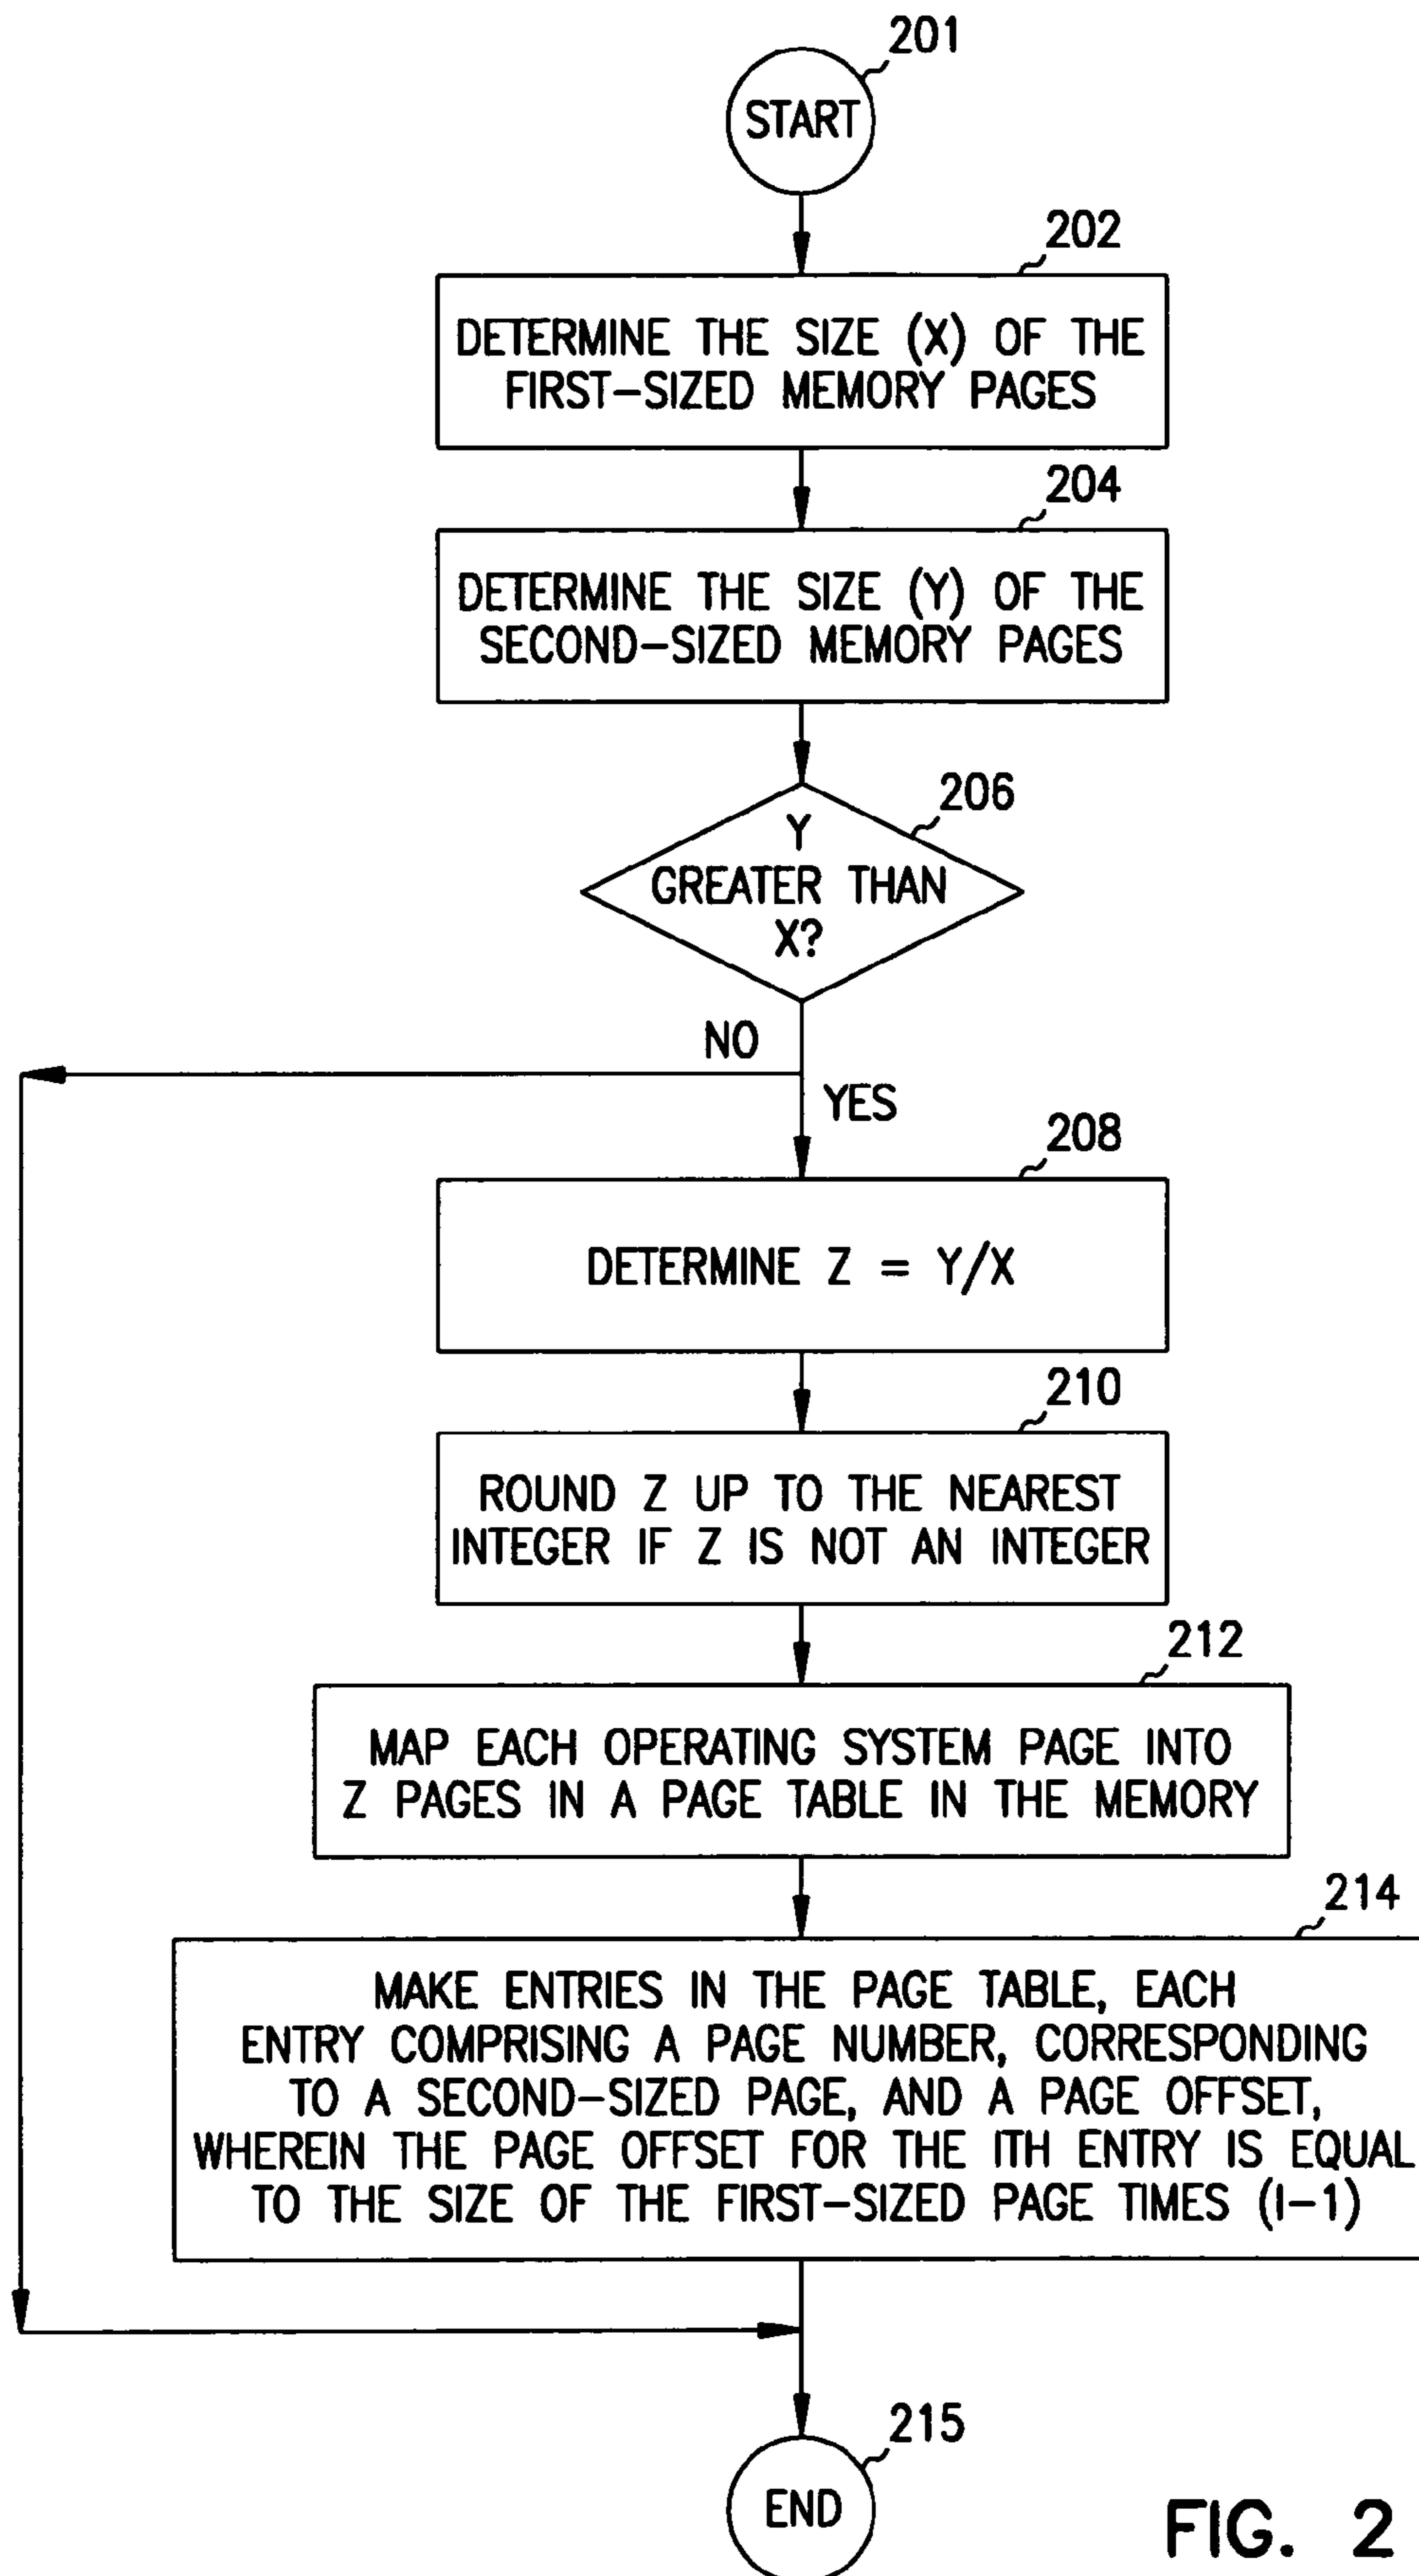 201
START
202
DETERMINE THE SIZE (X) OF THE
FIRST-SIZED MEMORY PAGES
204
DETERMINE THE SIZE (Y) OF THE
SECOND-SIZED MEMORY PAGES
206
Y
GREATER THAN
X?
NO
YES
208
DETERMINE Z = Y/X
210
ROUND Z UP TO THE NEAREST
INTEGER IF Z IS NOT AN INTEGER
212
MAP EACH OPERATING SYSTEM PAGE INTO
Z PAGES IN A PAGE TABLE IN THE MEMORY
214
MAKE ENTRIES IN THE PAGE TABLE, EACH
ENTRY COMPRISING A PAGE NUMBER, CORRESPONDING
TO A SECOND-SIZED PAGE, AND A PAGE OFFSET,
WHEREIN THE PAGE OFFSET FOR THE ITH ENTRY IS EQUAL
TO THE SIZE OF THE FIRST-SIZED PAGE TIMES (I-1)
215
END
FIG. 2